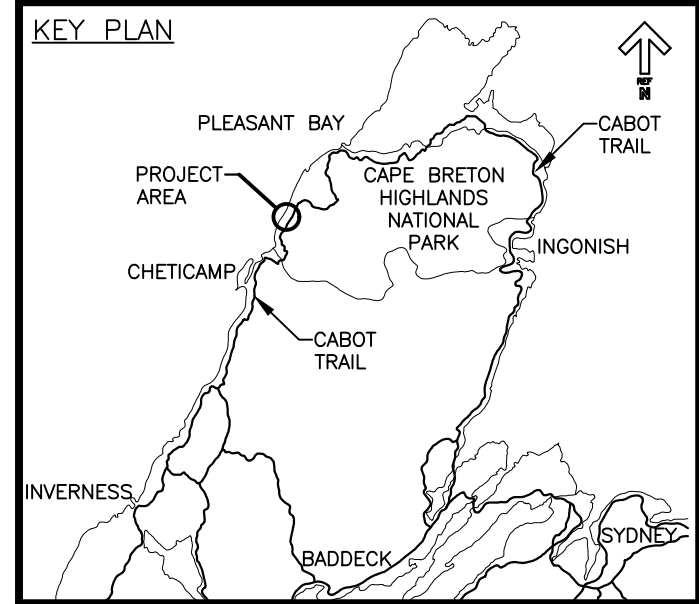 KEY PLAN
REF
N
PLEASANT BAY
CABOT
TRAIL
PROJECT
AREA
CAPE BRETON
HIGHLANDS
NATIONAL
PARK
INGONISH
CHETICAMP
CABOT
TRAIL
INVERNESS
SYDNEY
BADDECK